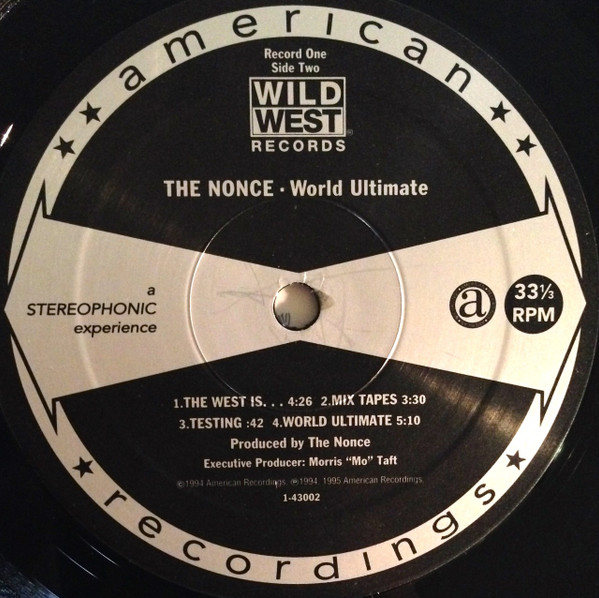 american
Record One
Side Two
WILD
WEST
RECORDS
THE NONCE · World Ultimate
a
STEREOPHONIC
experience
a
33⅓
RPM
1.THE WEST IS. . . 4:26 2.MIX TAPES 3:30
3.TESTING :42 4.WORLD ULTIMATE 5:10
Produced by The Nonce
Executive Producer: Morris "Mo" Taft
©1994 American Recordings. ℗1994, 1995 American Recordings.
1-43002
recordings